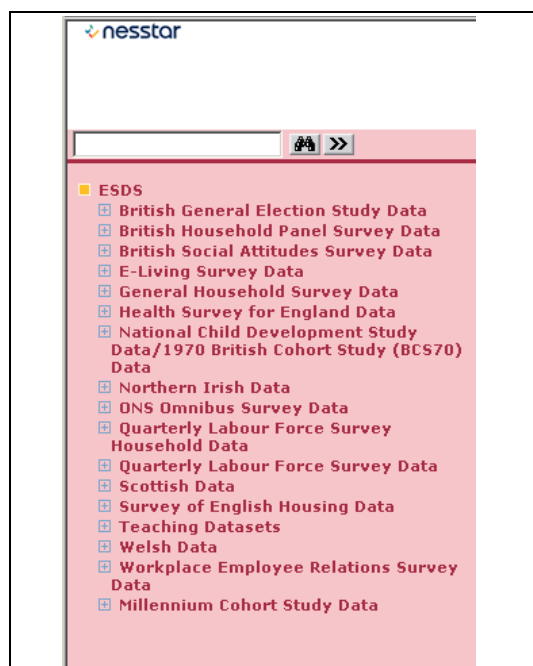 nesstar
ESDS
British General Election Study Data
British Household Panel Survey Data
British Social Attitudes Survey Data
E-Living Survey Data
General Household Survey Data
Health Survey for England Data
National Child Development Study
Data/1970 British Cohort Study (BCS70)
Data
Northern Irish Data
ONS Omnibus Survey Data
Quarterly Labour Force Survey
Household Data
Quarterly Labour Force Survey Data
Scottish Data
Survey of English Housing Data
Teaching Datasets
Welsh Data
Workplace Employee Relations Survey
Data
Millennium Cohort Study Data